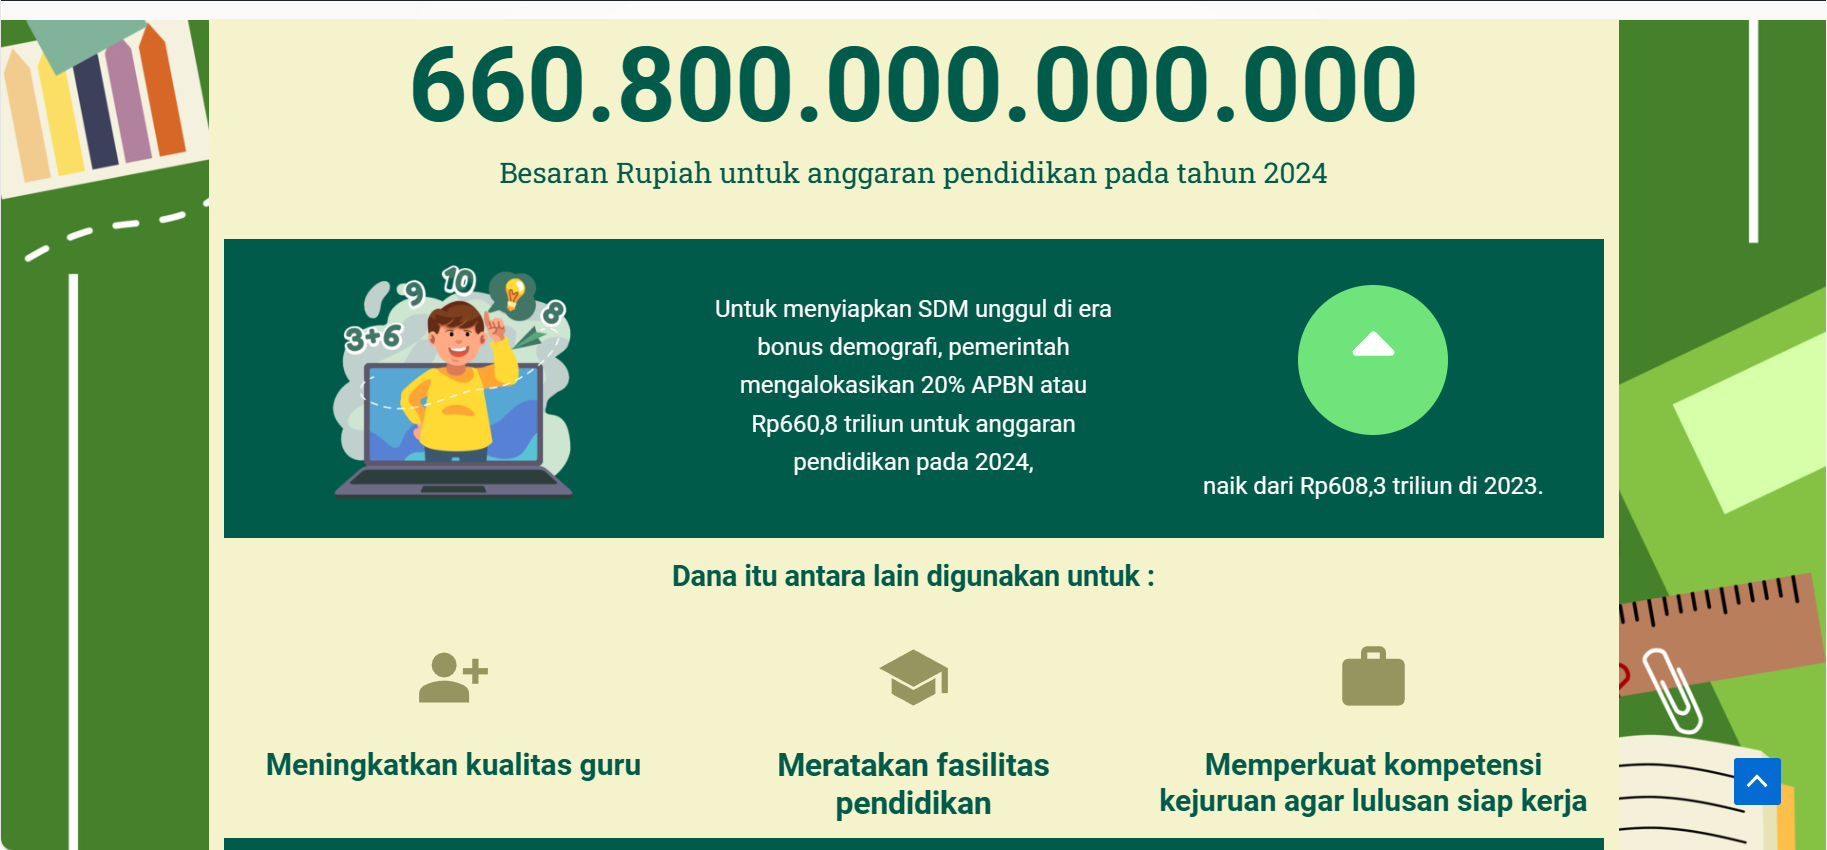 660.800.000.000.000
Besaran Rupiah untuk anggaran pendidikan pada tahun 2024
3+6
9
10
8
Untuk menyiapkan SDM unggul di era
bonus demografi, pemerintah
mengalokasikan 20% APBN atau
Rp660,8 triliun untuk anggaran
pendidikan pada 2024,
naik dari Rp608,3 triliun di 2023.
Dana itu antara lain digunakan untuk :
Meningkatkan kualitas guru
Meratakan fasilitas
pendidikan
Memperkuat kompetensi
kejuruan agar lulusan siap kerja